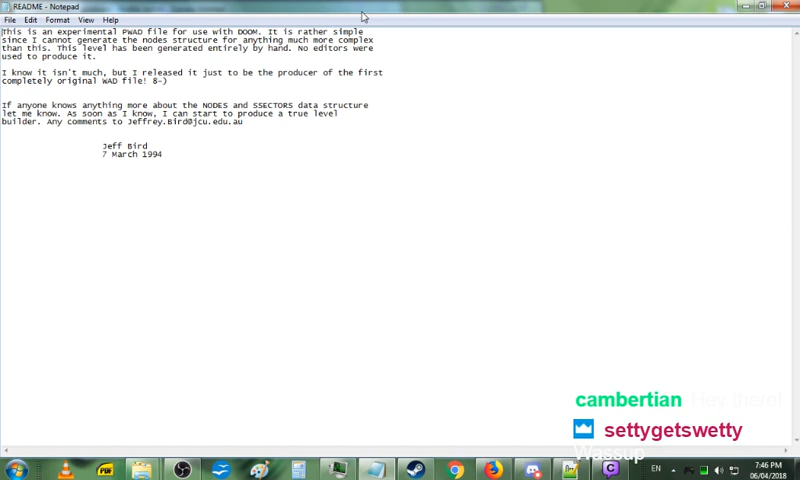 README - Notepad
File Edit Format View Help
This is an experimental PWAD file for use with DOOM. It is rather simple
since I cannot generate the nodes structure for anything much more complex
than this. This level has been generated entirely by hand. No editors were
used to produce it.
I know it isn't much, but I released it just to be the producer of the first
completely original WAD file! 8-)
If anyone knows anything more about the NODES and SSECTORS data structure
let me know. As soon as I know, I can start to produce a true level
builder. Any comments to Jeffrey.Bird@jcu.edu.au
Jeff Bird
7 March 1994
cambertian Hey there!
settygetswetty
Wassup
PDF
EN
7:46 PM
06/04/2018